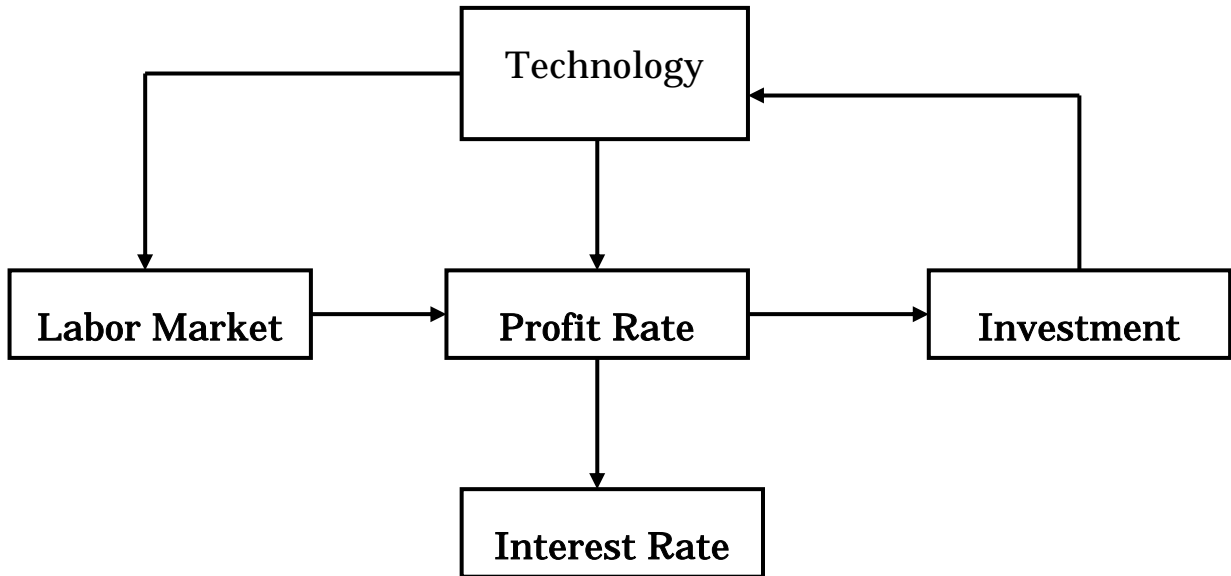 Technology
Labor Market
Profit Rate
Investment
Interest Rate